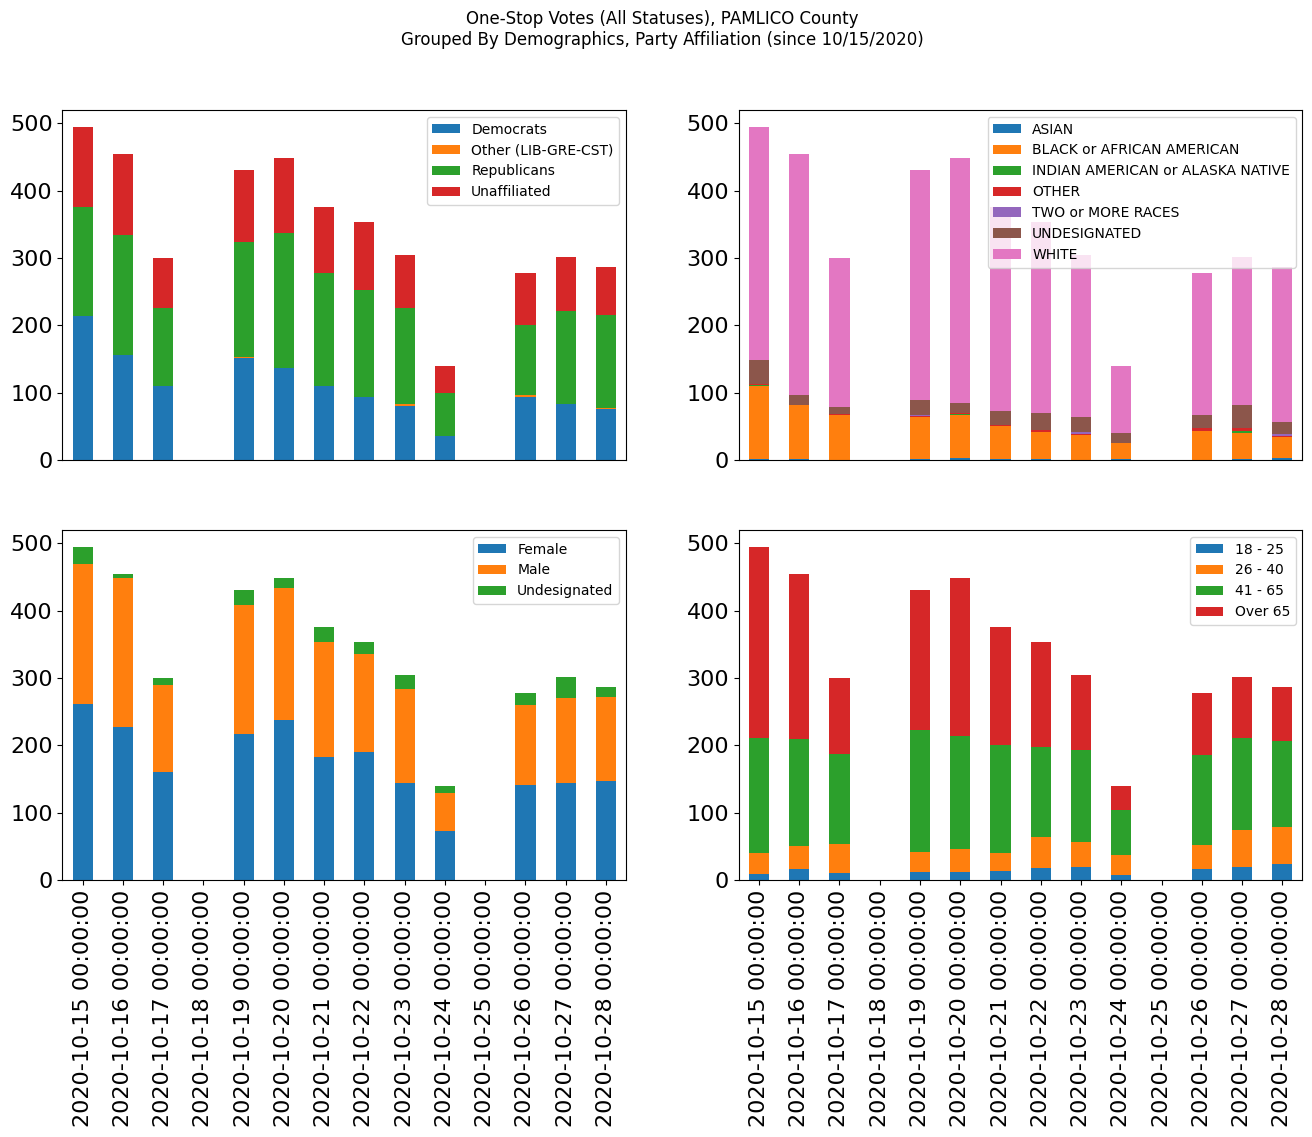 One-Stop Votes (All Statuses), PAMLICO County
Grouped By Demographics, Party Affiliation (since 10/15/2020)
500
400
300
200
100
0
Democrats
Other (LIB-GRE-CST)
Republicans
Unaffiliated
500
400
300
200
100
0
ASIAN
BLACK or AFRICAN AMERICAN
INDIAN AMERICAN or ALASKA NATIVE
OTHER
TWO or MORE RACES
UNDESIGNATED
WHITE
500
400
300
200
100
0
Female
Male
Undesignated
2020-10-15 00:00:00
2020-10-16 00:00:00
2020-10-17 00:00:00
2020-10-18 00:00:00
2020-10-19 00:00:00
2020-10-20 00:00:00
2020-10-21 00:00:00
2020-10-22 00:00:00
2020-10-23 00:00:00
2020-10-24 00:00:00
2020-10-25 00:00:00
2020-10-26 00:00:00
2020-10-27 00:00:00
2020-10-28 00:00:00
500
400
300
200
100
0
18 - 25
26 - 40
41 - 65
Over 65
2020-10-15 00:00:00
2020-10-16 00:00:00
2020-10-17 00:00:00
2020-10-18 00:00:00
2020-10-19 00:00:00
2020-10-20 00:00:00
2020-10-21 00:00:00
2020-10-22 00:00:00
2020-10-23 00:00:00
2020-10-24 00:00:00
2020-10-25 00:00:00
2020-10-26 00:00:00
2020-10-27 00:00:00
2020-10-28 00:00:00